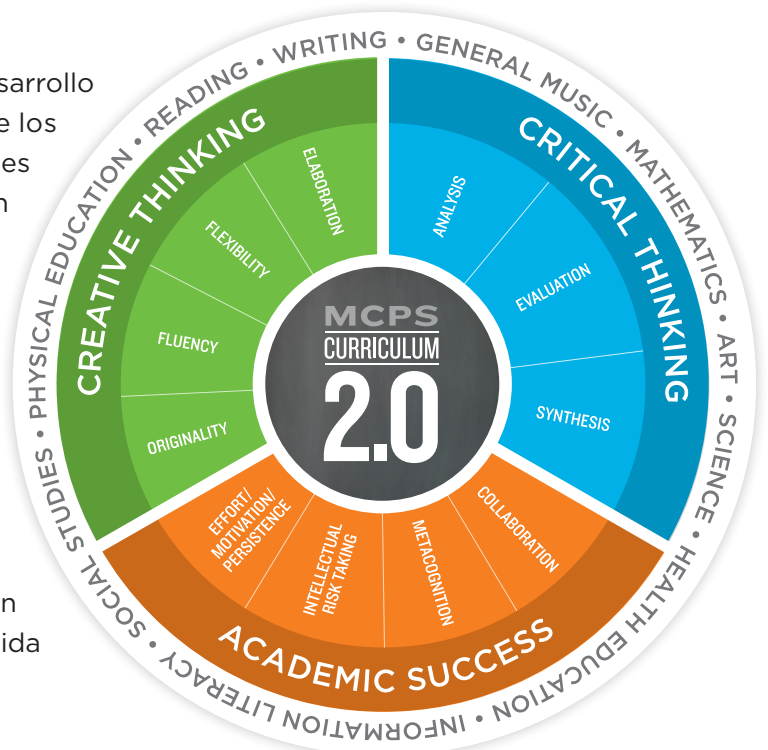 sarrollo
e los
es
n
n
ida
WRITING • GENERAL MUSIC • MATHEMATICS • ART • SCIENCE • HEALTH EDUCATION • INFORMATION LITERACY • SOCIAL STUDIES • PHYSICAL EDUCATION • READING •
CREATIVE THINKING
ELABORATION
FLEXIBILITY
FLUENCY
ORIGINALITY
CRITICAL THINKING
ANALYSIS
EVALUATION
SYNTHESIS
MCPS
CURRICULUM
2.0
EFFORT/
MOTIVATION/
PERSISTENCE
INTELLECTUAL
RISK TAKING
METACOGNITION
COLLABORATION
ACADEMIC SUCCESS